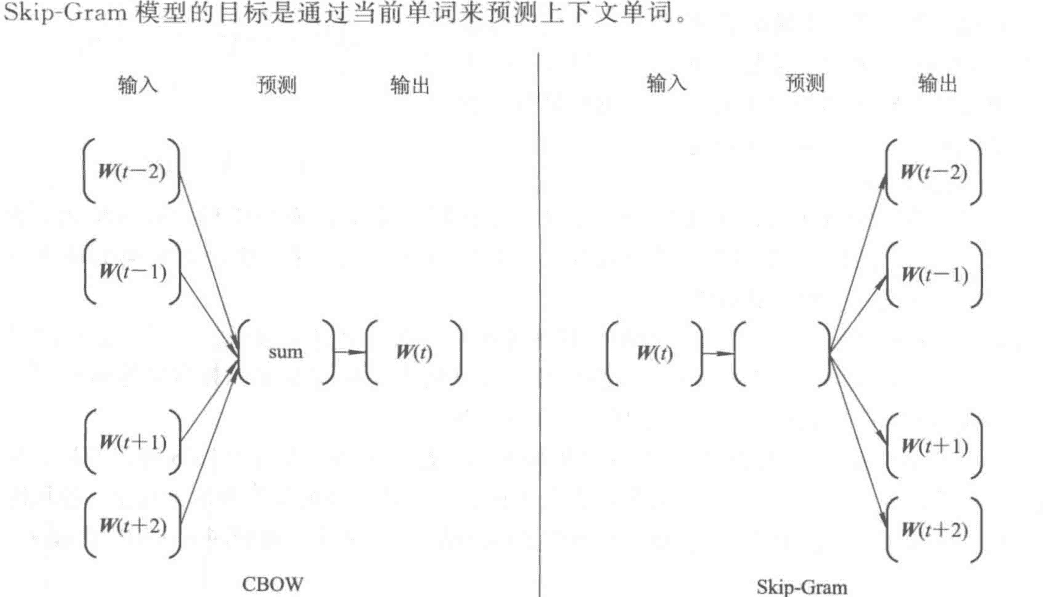 Skip-Gram 模型的目标是通过当前单词来预测上下文单词。
输入 预测 输出
W(t−2)
W(t−1)
sum W(t)
W(t+1)
W(t+2)
CBOW
输入 预测 输出
W(t−2)
W(t−1)
W(t)
W(t+1)
W(t+2)
Skip-Gram